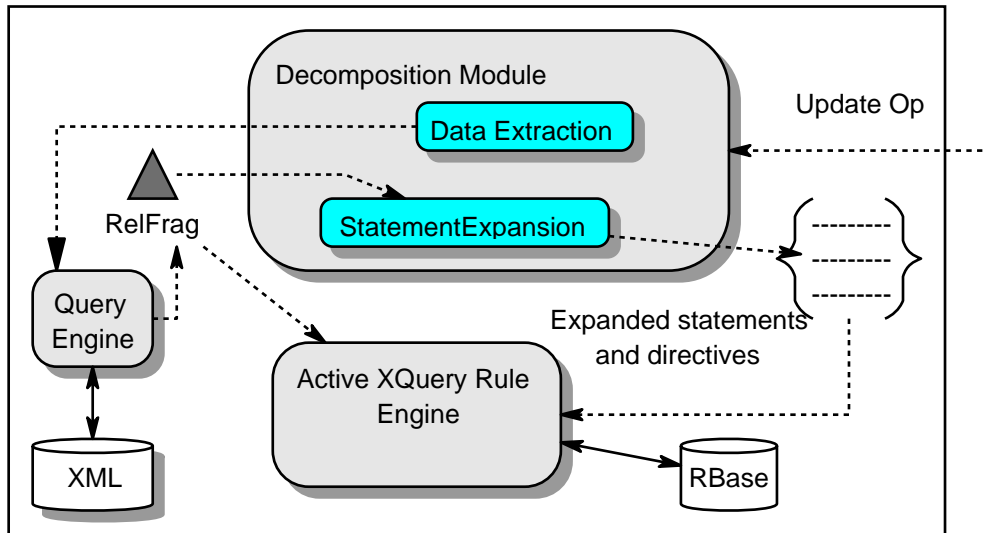 Decomposition Module
Update Op
Data Extraction
RelFrag
StatementExpansion
Query
Engine
Expanded statements
and directives
Active XQuery Rule
Engine
XML
RBase